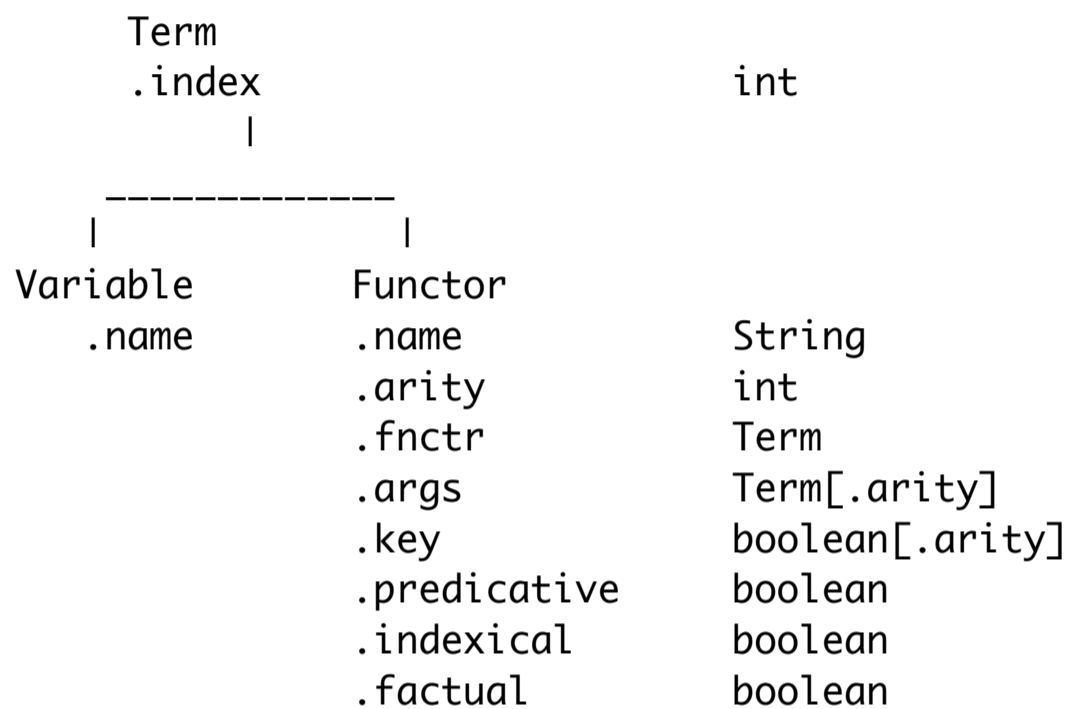 Term
.index int
|
_____________
| |
Variable Functor
.name .name String
.arity int
.fnctr Term
.args Term[.arity]
.key boolean[.arity]
.predicative boolean
.indexical boolean
.factual boolean